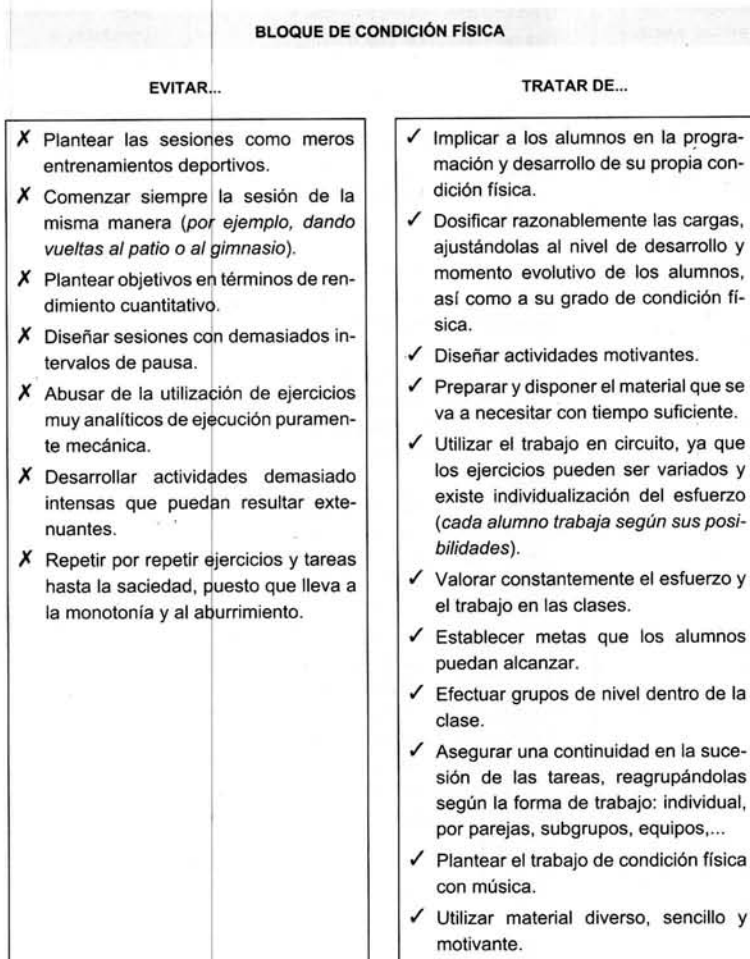 BLOQUE DE CONDICIÓN FÍSICA
EVITAR...
✗ Plantear las sesiones como meros
entrenamientos deportivos.
✗ Comenzar siempre la sesión de la
misma manera (por ejemplo, dando
vueltas al patio o al gimnasio).
✗ Plantear objetivos en términos de ren-
dimiento cuantitativo.
✗ Diseñar sesiones con demasiados in-
tervalos de pausa.
✗ Abusar de la utilización de ejercicios
muy analíticos de ejecución puramen-
te mecánica.
✗ Desarrollar actividades demasiado
intensas que puedan resultar exte-
nuantes.
✗ Repetir por repetir ejercicios y tareas
hasta la saciedad, puesto que lleva a
la monotonía y al aburrimiento.
TRATAR DE...
✓ Implicar a los alumnos en la progra-
mación y desarrollo de su propia con-
dición física.
✓ Dosificar razonablemente las cargas,
ajustándolas al nivel de desarrollo y
momento evolutivo de los alumnos,
así como a su grado de condición fí-
sica.
✓ Diseñar actividades motivantes.
✓ Preparar y disponer el material que se
va a necesitar con tiempo suficiente.
✓ Utilizar el trabajo en circuito, ya que
los ejercicios pueden ser variados y
existe individualización del esfuerzo
(cada alumno trabaja según sus posi-
bilidades).
✓ Valorar constantemente el esfuerzo y
el trabajo en las clases.
✓ Establecer metas que los alumnos
puedan alcanzar.
✓ Efectuar grupos de nivel dentro de la
clase.
✓ Asegurar una continuidad en la suce-
sión de las tareas, reagrupándolas
según la forma de trabajo: individual,
por parejas, subgrupos, equipos,...
✓ Plantear el trabajo de condición física
con música.
✓ Utilizar material diverso, sencillo y
motivante.